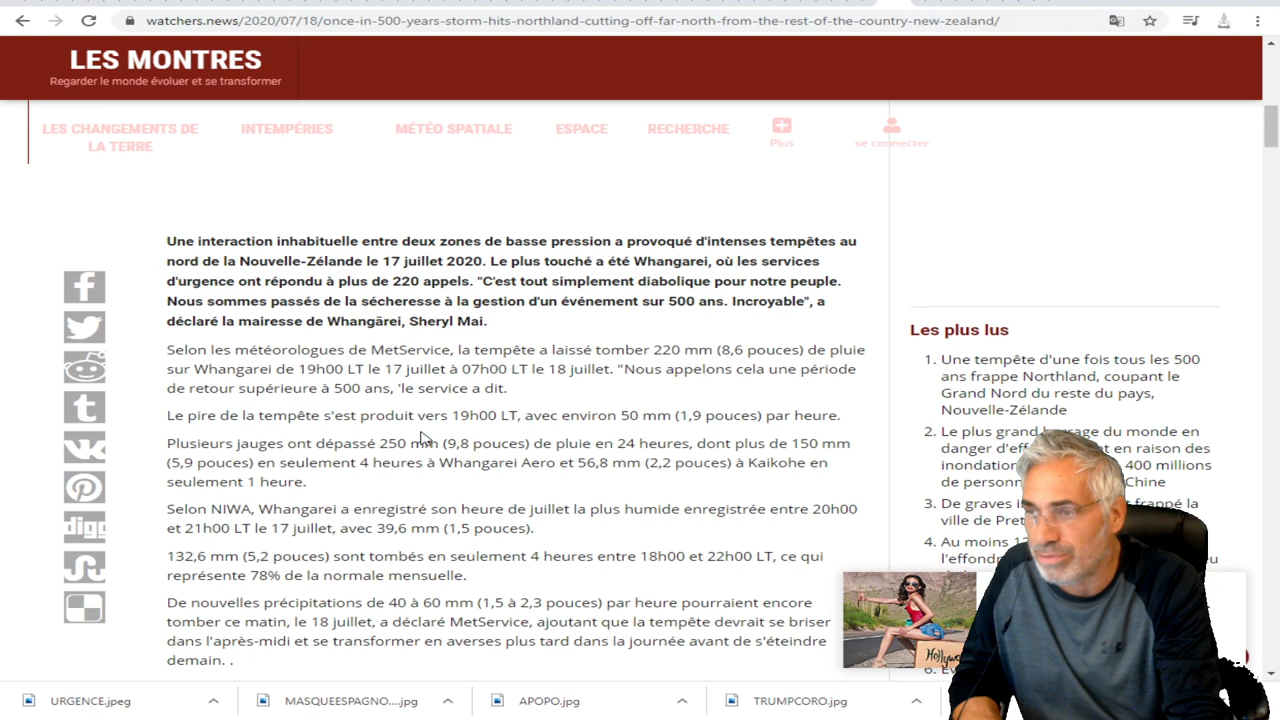 watchers.news/2020/07/18/once-in-500-years-storm-hits-northland-cutting-off-far-north-from-the-rest-of-the-country-new-zealand/
LES MONTRES
Regarder le monde évoluer et se transformer
LES CHANGEMENTS DE
LA TERRE
INTEMPÉRIES
MÉTÉO SPATIALE
ESPACE
RECHERCHE
Plus
se connecter
Une interaction inhabituelle entre deux zones de basse pression a provoqué d'intenses tempêtes au
nord de la Nouvelle-Zélande le 17 juillet 2020. Le plus touché a été Whangarei, où les services
d'urgence ont répondu à plus de 220 appels. "C'est tout simplement diabolique pour notre peuple.
Nous sommes passés de la sécheresse à la gestion d'un événement sur 500 ans. Incroyable", a
déclaré la mairesse de Whangārei, Sheryl Mai.
Selon les météorologues de MetService, la tempête a laissé tomber 220 mm (8,6 pouces) de pluie
sur Whangarei de 19h00 LT le 17 juillet à 07h00 LT le 18 juillet. "Nous appelons cela une période
de retour supérieure à 500 ans, 'le service a dit.
Le pire de la tempête s'est produit vers 19h00 LT, avec environ 50 mm (1,9 pouces) par heure.
Plusieurs jauges ont dépassé 250 mm (9,8 pouces) de pluie en 24 heures, dont plus de 150 mm
(5,9 pouces) en seulement 4 heures à Whangarei Aero et 56,8 mm (2,2 pouces) à Kaikohe en
seulement 1 heure.
Selon NIWA, Whangarei a enregistré son heure de juillet la plus humide enregistrée entre 20h00
et 21h00 LT le 17 juillet, avec 39,6 mm (1,5 pouces).
132,6 mm (5,2 pouces) sont tombés en seulement 4 heures entre 18h00 et 22h00 LT, ce qui
représente 78% de la normale mensuelle.
De nouvelles précipitations de 40 à 60 mm (1,5 à 2,3 pouces) par heure pourraient encore
tomber ce matin, le 18 juillet, a déclaré MetService, ajoutant que la tempête devrait se briser
dans l'après-midi et se transformer en averses plus tard dans la journée avant de s'éteindre
demain. .
Les plus lus
1. Une tempête d'une fois tous les 500
ans frappe Northland, coupant le
Grand Nord du reste du pays,
Nouvelle-Zélande
2. Le plus grand barrage du monde en
danger d'effondrement en raison des
inondations 400 millions
de personnes Chine
3. De graves frappé la
ville de
4. Au moins
digg
URGENCE.jpeg
MASQUEESPAGNO....jpg
APOPO.jpg
TRUMPCORO.jpg